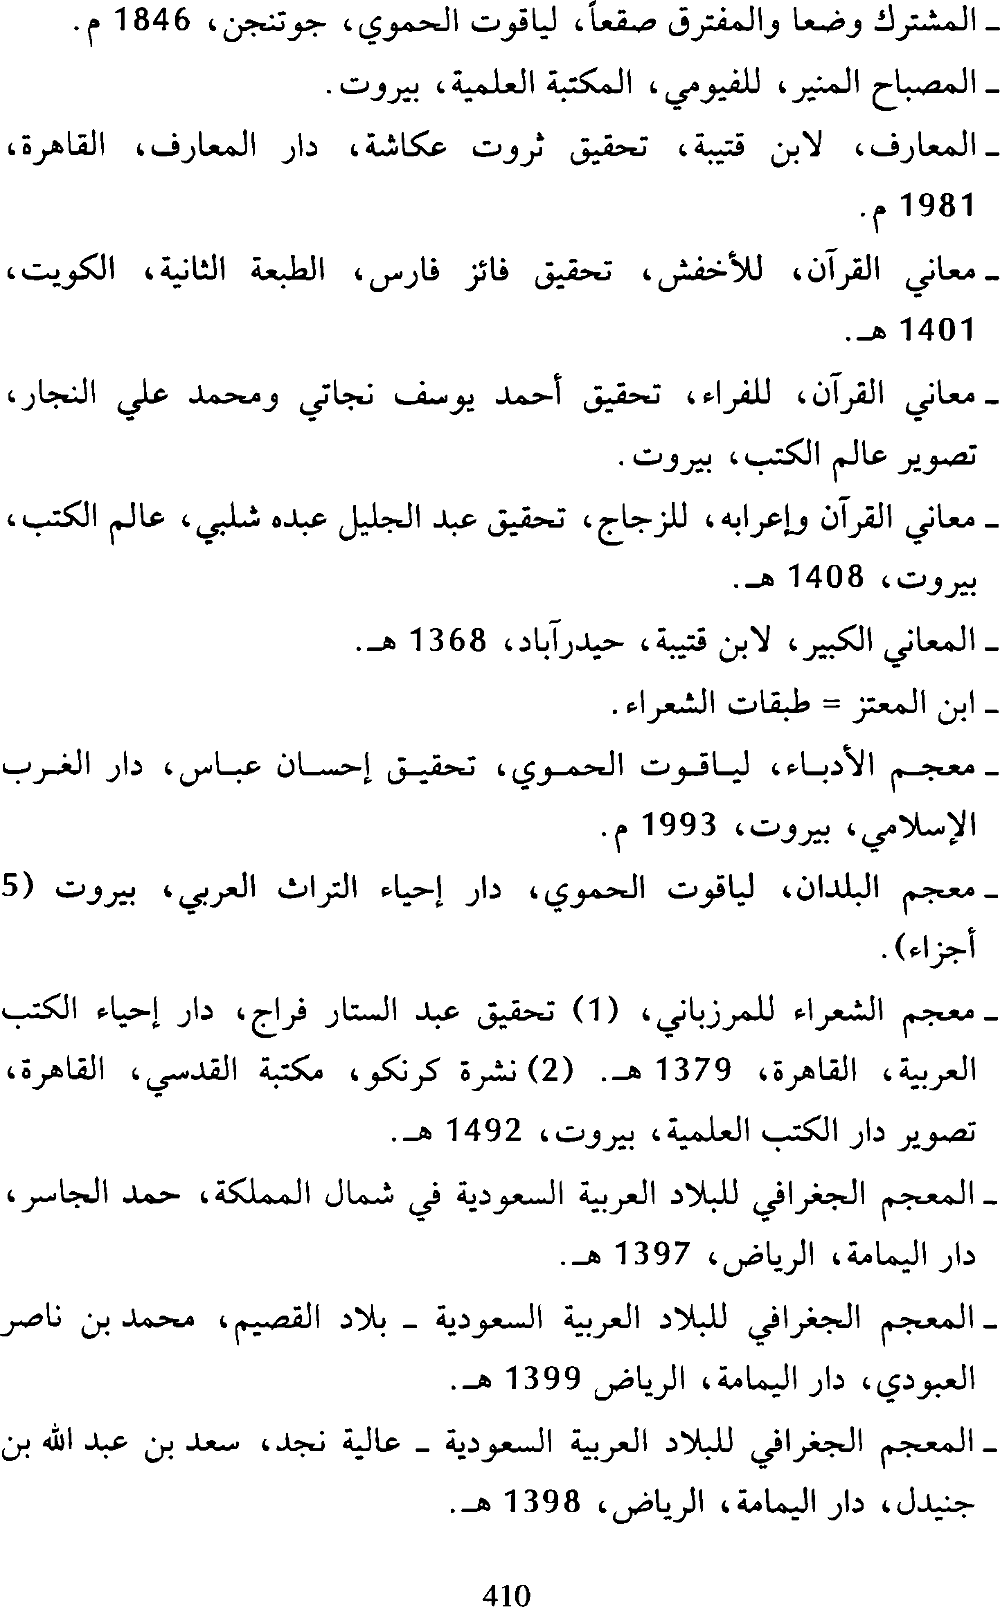 ـ المشترك وضعا والمفترق صقعاً، لياقوت الحموي، جوتنجن، 1846 م.
ـ المصباح المنير، للفيومي، المكتبة العلمية، بيروت.
ـ المعارف، لابن قتيبة، تحقيق ثروت عكاشة، دار المعارف، القاهرة،
1981 م.
ـ معاني القرآن، للأخفش، تحقيق فائز فارس، الطبعة الثانية، الكويت،
1401 هـ.
ـ معاني القرآن، للفراء، تحقيق أحمد يوسف نجاتي ومحمد علي النجار،
تصوير عالم الكتب، بيروت.
ـ معاني القرآن وإعرابه، للزجاج، تحقيق عبد الجليل عبده شلبي، عالم الكتب،
بيروت، 1408 هـ.
ـ المعاني الكبير، لابن قتيبة، حيدرآباد، 1368 هـ.
ـ ابن المعتز = طبقات الشعراء.
ـ معجم الأدباء، لياقوت الحموي، تحقيق إحسان عباس، دار الغرب
الإسلامي، بيروت، 1993 م.
ـ معجم البلدان، لياقوت الحموي، دار إحياء التراث العربي، بيروت (5
أجزاء).
ـ معجم الشعراء للمرزباني، (1) تحقيق عبد الستار فراج، دار إحياء الكتب
العربية، القاهرة، 1379 هـ. (2) نشرة كرنكو، مكتبة القدسي، القاهرة،
تصوير دار الكتب العلمية، بيروت، 1492 هـ.
ـ المعجم الجغرافي للبلاد العربية السعودية في شمال المملكة، حمد الجاسر،
دار اليمامة، الرياض، 1397 هـ.
ـ المعجم الجغرافي للبلاد العربية السعودية ـ بلاد القصيم، محمد بن ناصر
العبودي، دار اليمامة، الرياض 1399 هـ.
ـ المعجم الجغرافي للبلاد العربية السعودية ـ عالية نجد، سعد بن عبد الله بن
جنيدل، دار اليمامة، الرياض، 1398 هـ.
410